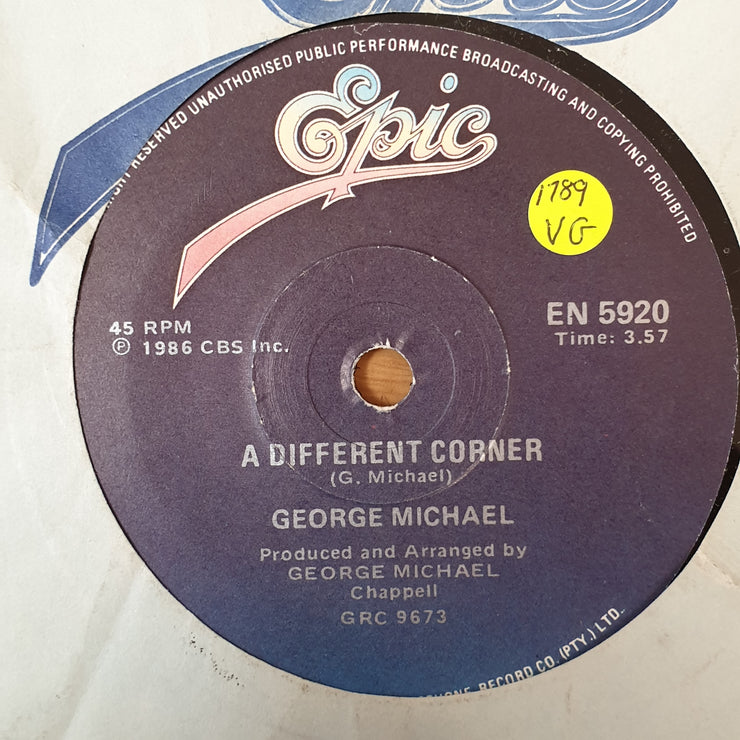 RESERVED UNAUTHORISED PUBLIC PERFORMANCE BROADCASTING AND COPYING PROHIBITED
Epic
1789
VG
45 RPM
℗ 1986 CBS Inc.
EN 5920
Time: 3.57
A DIFFERENT CORNER
(G. Michael)
GEORGE MICHAEL
Produced and Arranged by
GEORGE MICHAEL
Chappell
GRC 9673
RECORD CO. (PTY.) LTD.